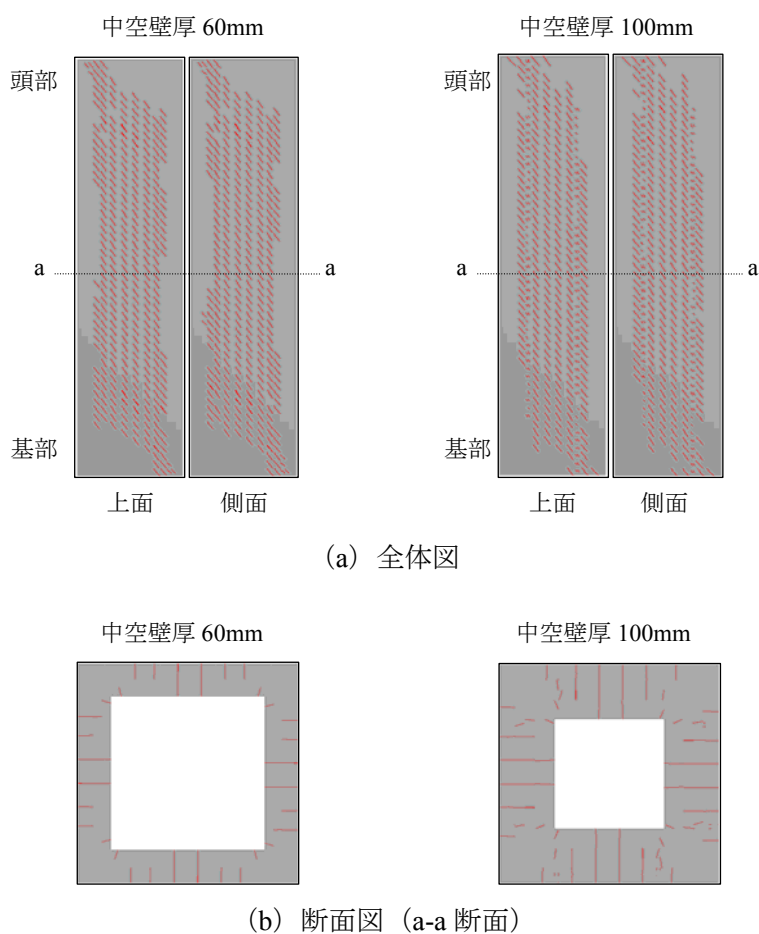 中空壁厚 60mm
中空壁厚 100mm
頭部
頭部
a
a
a
a
基部
基部
上面
側面
上面
側面
（a）全体図
中空壁厚 60mm
中空壁厚 100mm
（b）断面図（a-a 断面）